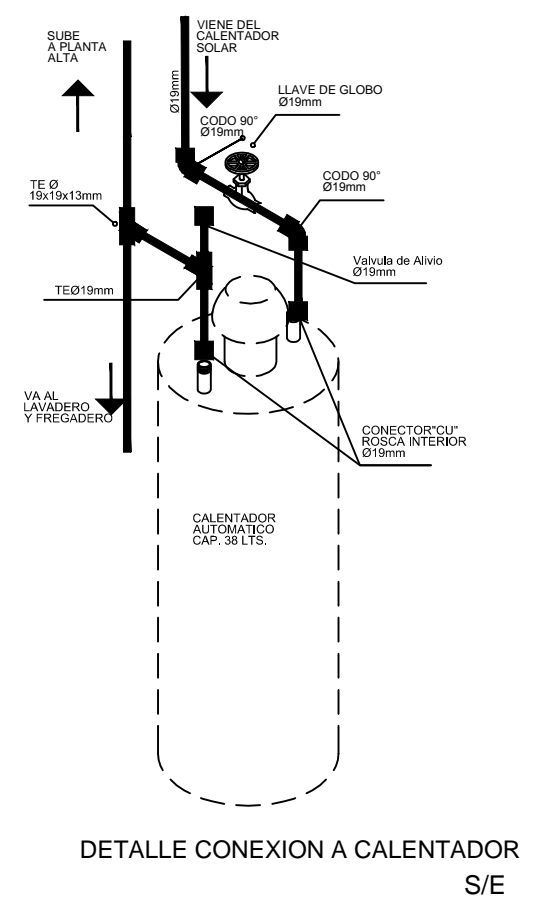 SUBE
A PLANTA
ALTA
VIENE DEL
CALENTADOR
SOLAR
Ø19mm
LLAVE DE GLOBO
Ø19mm
CODO 90°
Ø19mm
CODO 90°
Ø19mm
TE Ø
19x19x13mm
Valvula de Alivio
Ø19mm
TEØ19mm
VA AL
LAVADERO
Y FREGADERO
CONECTOR"CU"
ROSCA INTERIOR
Ø19mm
CALENTADOR
AUTOMATICO
CAP. 38 LTS.
DETALLE CONEXION A CALENTADOR
S/E